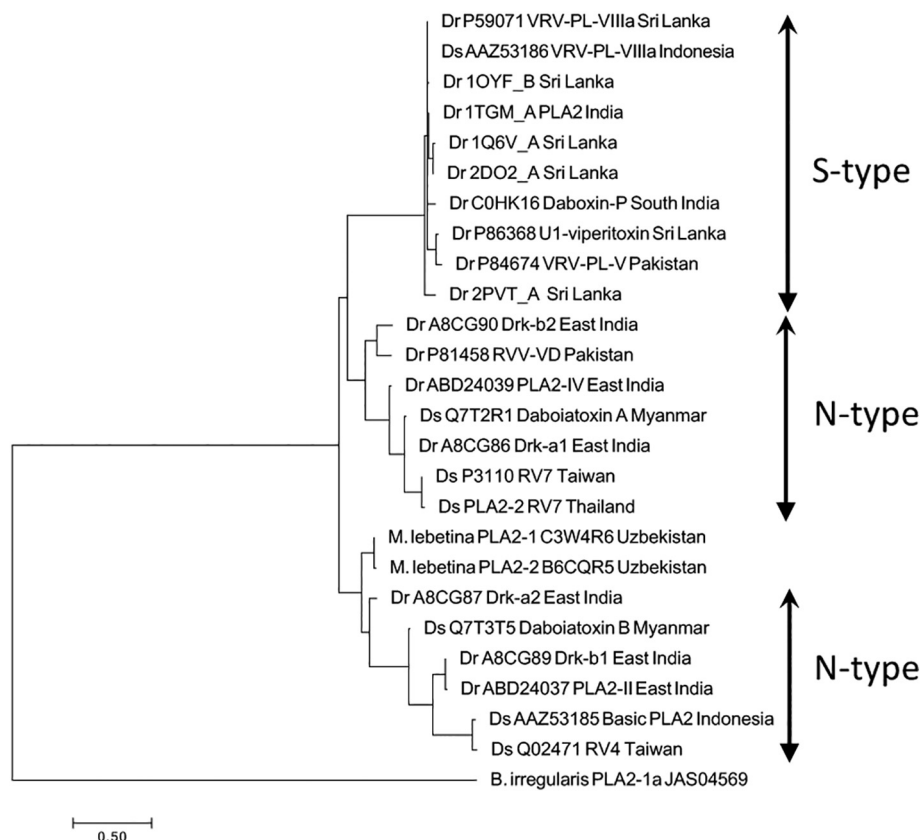 Dr P59071 VRV-PL-VIIIa Sri Lanka
Ds AAZ53186 VRV-PL-VIIIa Indonesia
Dr 1OYF_B Sri Lanka
Dr 1TGM_A PLA2 India
Dr 1Q6V_A Sri Lanka
Dr 2DO2_A Sri Lanka
Dr C0HK16 Daboxin-P South India
Dr P86368 U1-viperitoxin Sri Lanka
Dr P84674 VRV-PL-V Pakistan
Dr 2PVT_A Sri Lanka
S-type
Dr A8CG90 Drk-b2 East India
Dr P81458 RVV-VD Pakistan
Dr ABD24039 PLA2-IV East India
Ds Q7T2R1 Daboiatoxin A Myanmar
Dr A8CG86 Drk-a1 East India
Ds P3110 RV7 Taiwan
Ds PLA2-2 RV7 Thailand
N-type
M. lebetina PLA2-1 C3W4R6 Uzbekistan
M. lebetina PLA2-2 B6CQR5 Uzbekistan
Dr A8CG87 Drk-a2 East India
Ds Q7T3T5 Daboiatoxin B Myanmar
Dr A8CG89 Drk-b1 East India
Dr ABD24037 PLA2-II East India
Ds AAZ53185 Basic PLA2 Indonesia
Ds Q02471 RV4 Taiwan
N-type
B. irregularis PLA2-1a JAS04569
0.50